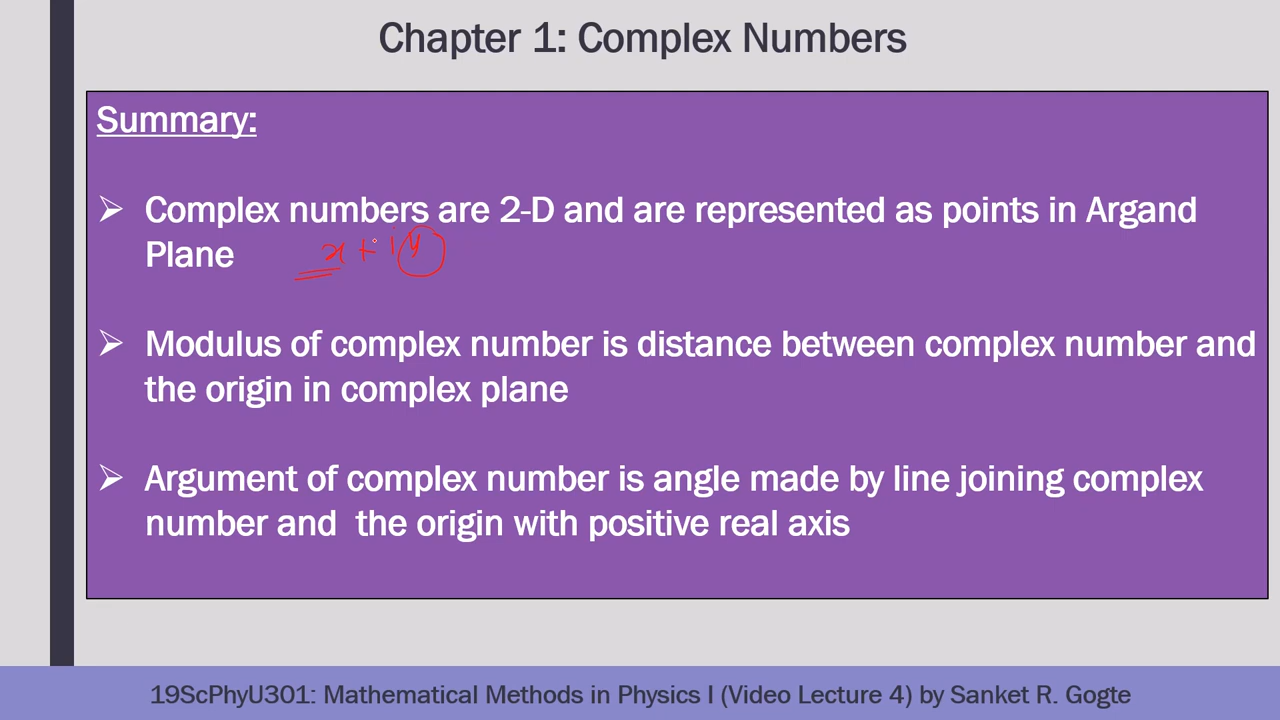 Chapter 1: Complex Numbers
Summary:
➢ Complex numbers are 2-D and are represented as points in Argand
Plane
x + iy
➢ Modulus of complex number is distance between complex number and
the origin in complex plane
➢ Argument of complex number is angle made by line joining complex
number and the origin with positive real axis
19ScPhyU301: Mathematical Methods in Physics I (Video Lecture 4) by Sanket R. Gogte